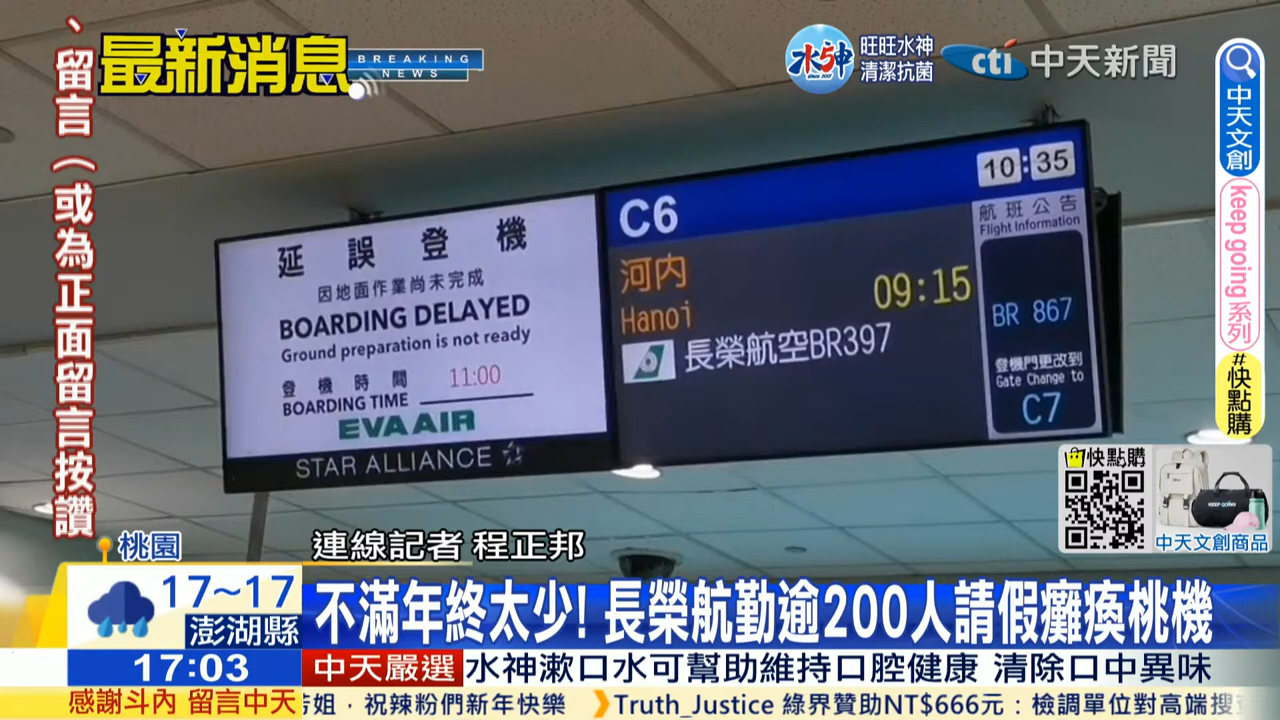 、留言（或為正面留言按讚
最新消息
BREAKING
NEWS
水神
旺旺水神
清潔抗菌
cti 中天新聞
中天文創
keep going系列
#快點購
快點購
KEEP GOING
中天文創商品
延誤登機
因地面作業尚未完成
BOARDING DELAYED
Ground preparation is not ready
登機時間
BOARDING TIME 11:00
EVA AIR
STAR ALLIANCE
C6
10:35
河內
Hanoi
09:15
長榮航空BR397
航班公告
Flight Information
BR 867
登機門更改到
Gate Change to
C7
桃園
連線記者 程正邦
17~17
澎湖縣
不滿年終太少! 長榮航勤逾200人請假癱瘓桃機
17:03
中天嚴選 水神漱口水可幫助維持口腔健康 清除口中異味
感謝斗內 留言中天
姐．祝辣粉們新年快樂 》Truth_Justice 綠界贊助NT$666元：檢調單位對高端搜